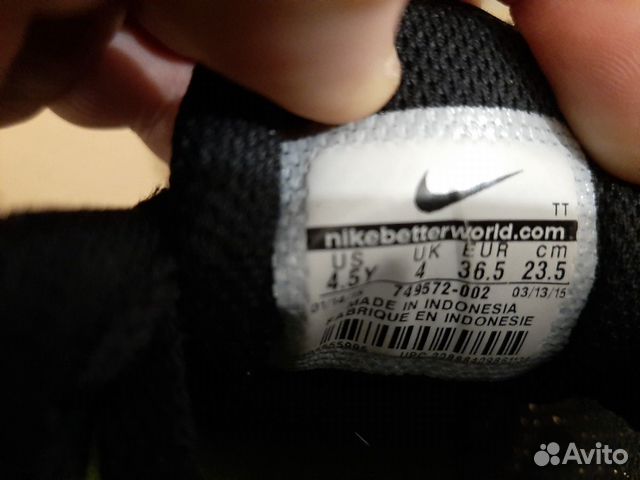 TT
nikebetterworld.com
US UK EUR cm
4.5Y 4 36.5 23.5
749572-002 03/13/15
MADE IN INDONESIA
FABRIQUE EN INDONESIE
UPC
Avito